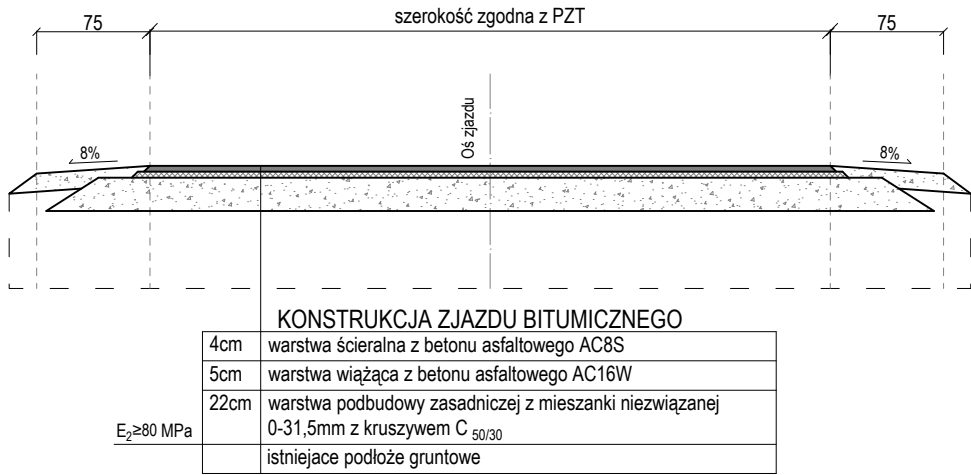 75
szerokość zgodna z PZT
75
Oś zjazdu
8%
8%
KONSTRUKCJA ZJAZDU BITUMICZNEGO
4cm warstwa ścieralna z betonu asfaltowego AC8S
5cm warstwa wiążąca z betonu asfaltowego AC16W
22cm warstwa podbudowy zasadniczej z mieszanki niezwiązanej
0-31,5mm z kruszywem C 50/30
E2≥80 MPa
istniejace podłoże gruntowe